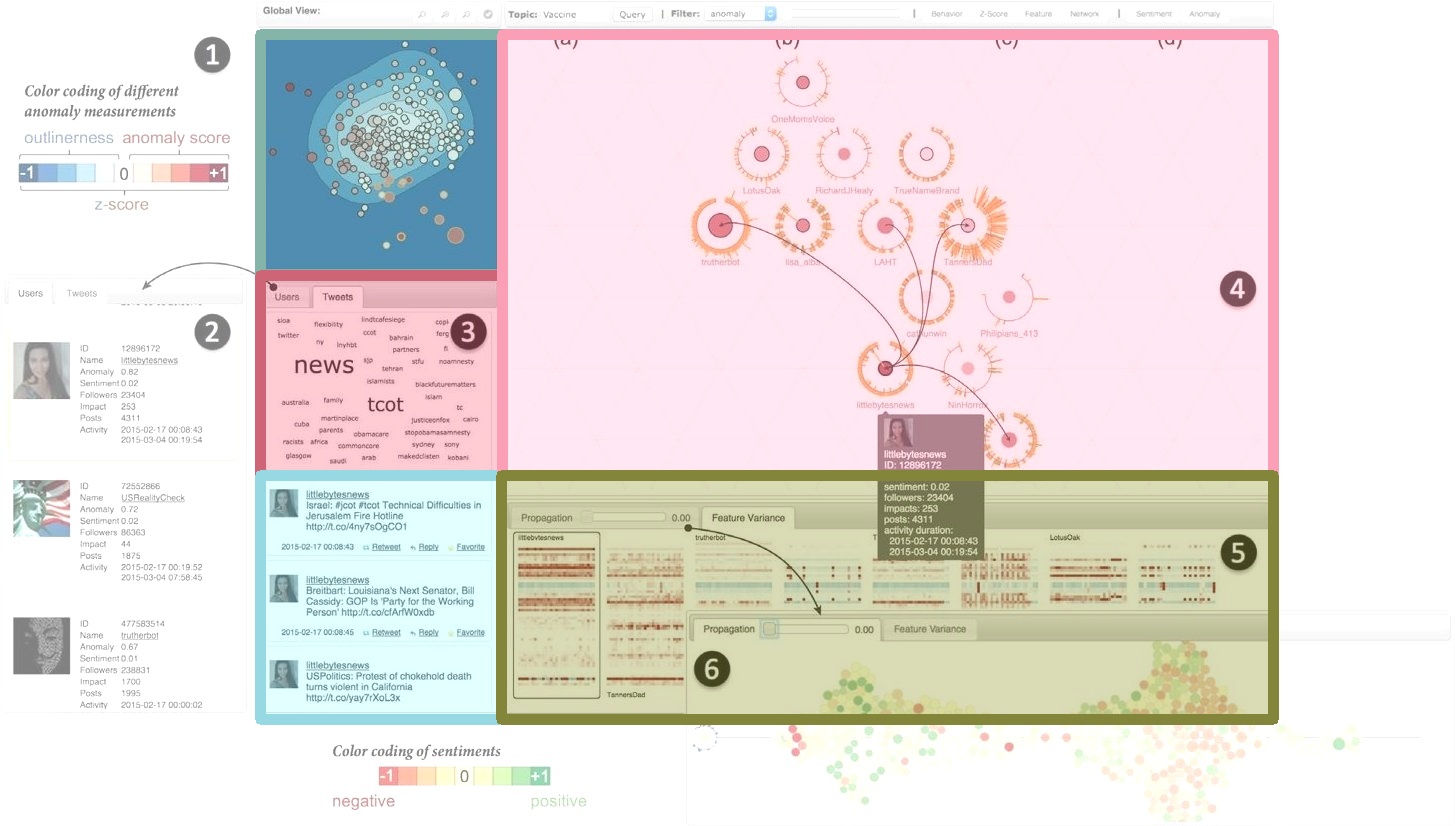 Global View:
Topic: Vaccine Query | Filter: anomaly | Behavior Z-Score Feature Network | Sentiment Anomaly
1
Color coding of different
anomaly measurements
outlinerness anomaly score
-1 0 +1
z-score
(a) (b) (c) (d)
OneMomsVoice
LotusOak RichardJHealy TrueNameBrand
trutherbot lisa_alba LAHT TannersDad
cathunwin Philipians_413
littlebytesnews NinHorror
4
littlebytesnews
ID: 12896172
sentiment: 0.02
followers: 23404
impacts: 253
posts: 4311
activity duration:
2015-02-17 00:08:43
2015-03-04 00:19:54
Users Tweets
2
ID 12896172
Name littlebytesnews
Anomaly 0.82
Sentiment 0.02
Followers 23404
Impact 253
Posts 4311
Activity 2015-02-17 00:08:43
2015-03-04 00:19:54
ID 72552866
Name USRealityCheck
Anomaly 0.72
Sentiment 0.02
Followers 86363
Impact 44
Posts 1875
Activity 2015-02-17 00:19:52
2015-03-04 07:58:45
ID 477583514
Name trutherbot
Anomaly 0.67
Sentiment 0.01
Followers 238831
Impact 1700
Posts 1995
Activity 2015-02-17 00:00:02
Users Tweets
3
sioa flexibility lindtcafesiege copi
twitter ccot ferg
ny lnyhbt bahrain
partners fl
news sjp stfu noamnesty
tehran
islamists blackfuturematters
australia family tcot islam
tc
martinplace justiceonfox cairo
cuba parents
obamacare stopobamasamnesty
racists africa commoncore sydney sony
glasgow saudi arab makedclisten kobani
littlebytesnews
Israel: #jcot #tcot Technical Difficulties in
Jerusalem Fire Hotline
http://t.co/4ny7sOgCO1
2015-02-17 00:08:43 Retweet Reply Favorite
littlebytesnews
Breitbart: Louisiana's Next Senator, Bill
Cassidy: GOP Is 'Party for the Working
Person' http://t.co/cfArfW0xdb
2015-02-17 00:08:45 Retweet Reply Favorite
littlebytesnews
USPolitics: Protest of chokehold death
turns violent in California
http://t.co/yay7rXoL3x
Propagation 0.00 Feature Variance
littlebytesnews trutherbot T LotusOak
5
TannersDad
Propagation 0.00 Feature Variance
6
Color coding of sentiments
-1 0 +1
negative positive